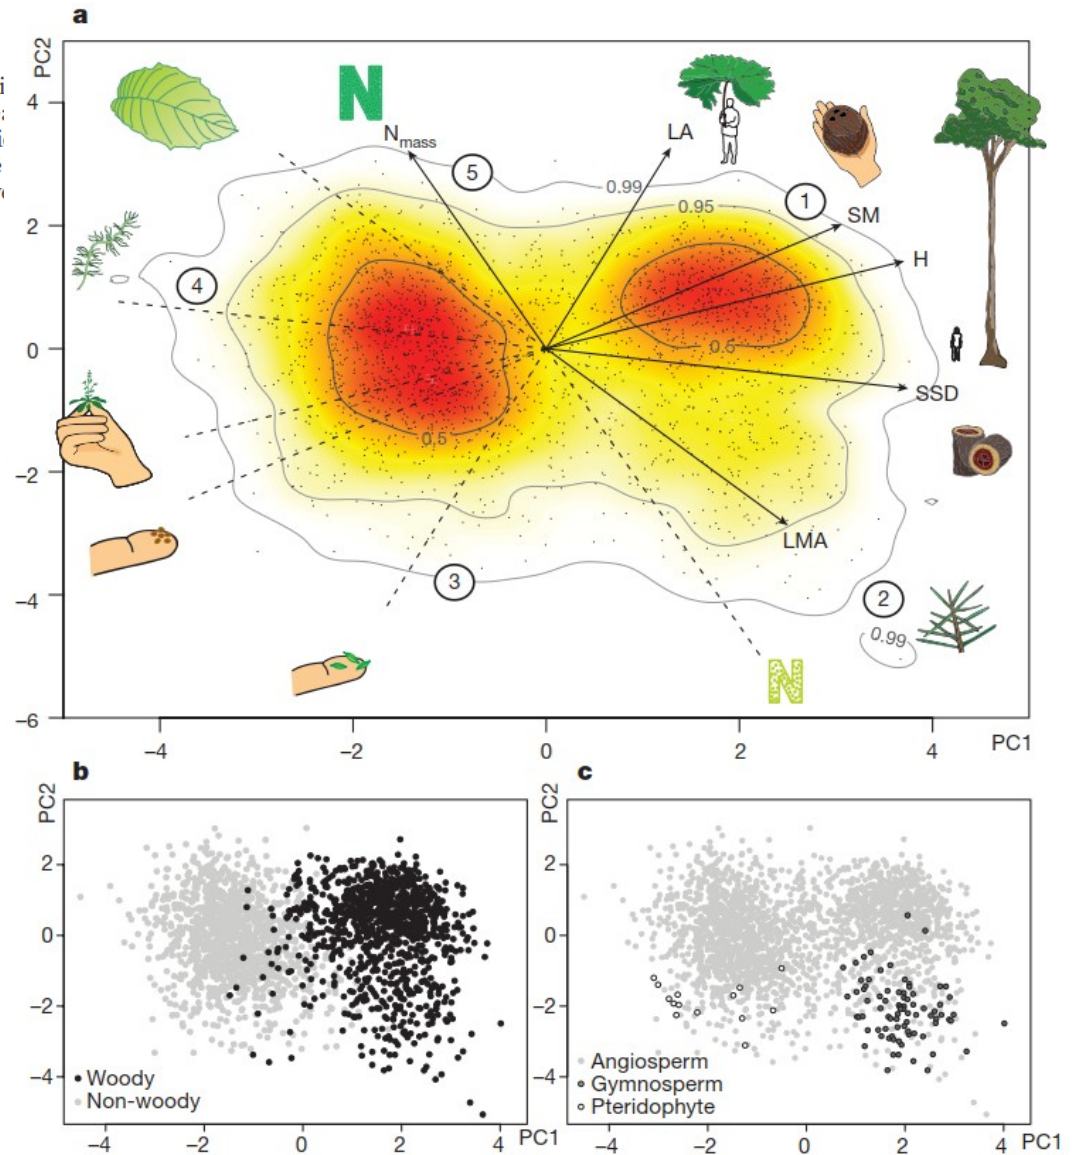 a
PC2
N
4
N_mass
LA
5
0.99
1
0.95
SM
2
H
4
0
0.5
SSD
0.5
−2
LMA
3
2
−4
0.99
N
−6
−4
−2
0
2
4
PC1
b
PC2
2
0
−2
−4
Woody
Non-woody
−4
−2
0
2
4
PC1
c
PC2
2
0
−2
−4
Angiosperm
Gymnosperm
Pteridophyte
−4
−2
0
2
4
PC1